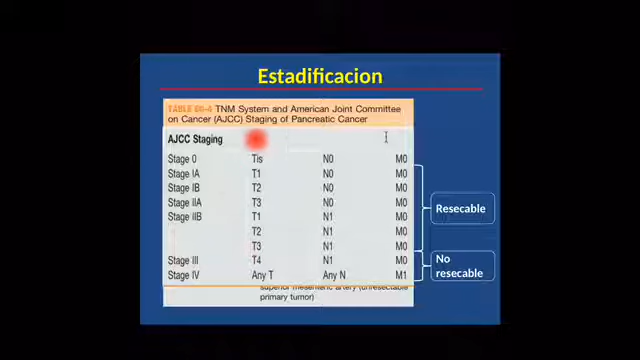 Estadificacion
TABLE 66-4 TNM System and American Joint Committee
on Cancer (AJCC) Staging of Pancreatic Cancer
AJCC Staging
Stage 0 Tis N0 M0
Stage IA T1 N0 M0
Stage IB T2 N0 M0
Stage IIA T3 N0 M0
Stage IIB T1 N1 M0
T2 N1 M0
T3 N1 M0
Stage III T4 N1 M0
Stage IV Any T Any N M1
superior mesenteric artery (unresectable
primary tumor)
Resecable
No
resecable